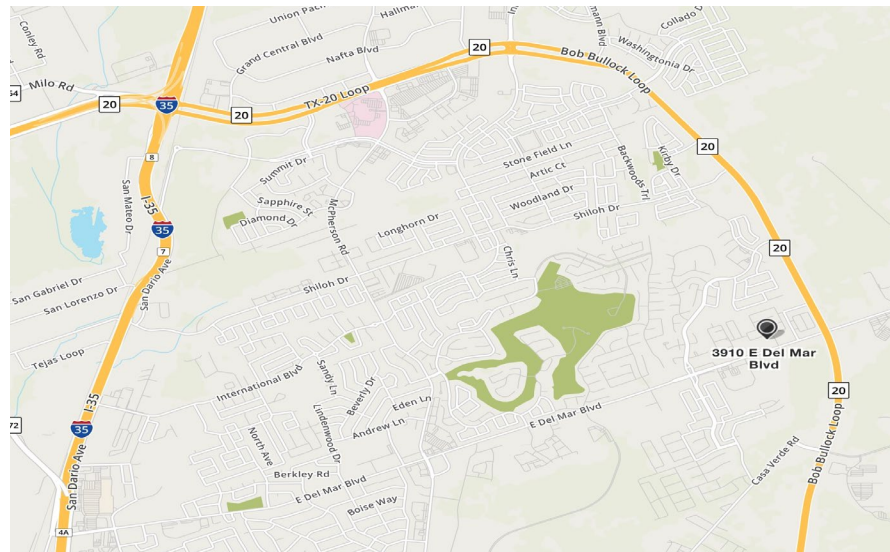 Union Pac
Hallmar
Collado
Conley Rd
Grand Central Blvd
Nafta Blvd
20
Washingtonia Dr
Bob Bullock Loop
Milo Rd
20
35
20
TX-20 Loop
20
8
Summit Dr
Stone Field Ln
Artic Ct
Backwoods Trl
Kirby Dr
San Mateo Dr
I-35
Sapphire St
Diamond Dr
McPherson Rd
Longhorn Dr
Woodland Dr
Shiloh Dr
35
7
20
San Gabriel Dr
San Lorenzo Dr
San Dario Ave
Shiloh Dr
Chris Ln
Tejas Loop
3910 E Del Mar
Blvd
International Blvd
Sandy Ln
Beverly Dr
Eden Ln
Lindenwood Dr
I-35
20
E Del Mar Blvd
72
35
North Ave
Andrew Ln
San Dario Ave
Berkley Rd
E Del Mar Blvd
Boise Way
Casa Verde Rd
Bob Bullock Loop
4A